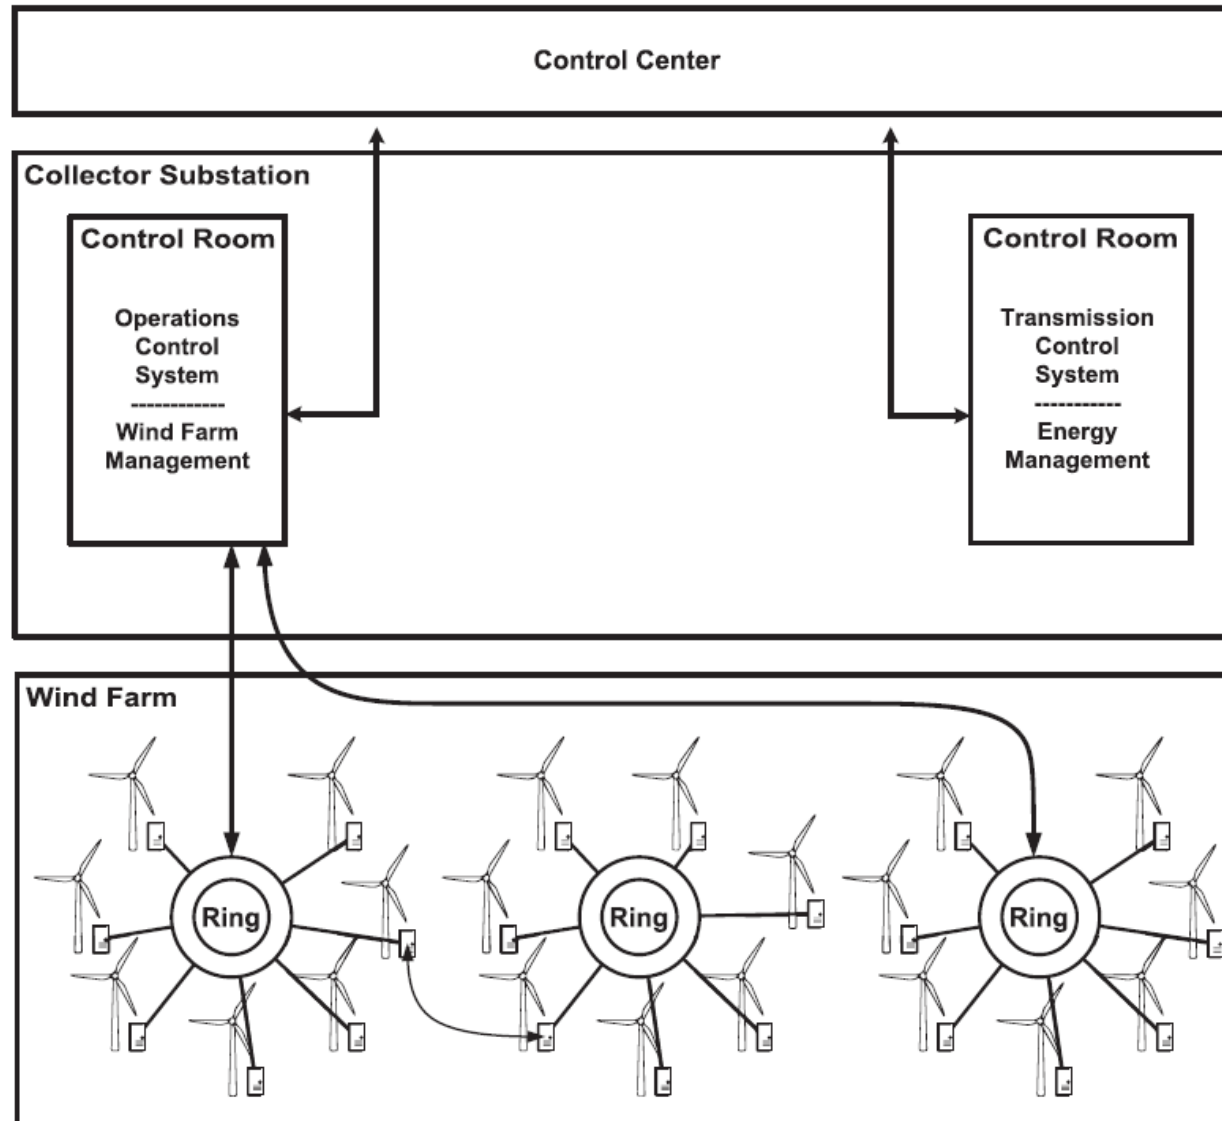 Control Center
Collector Substation
Control Room
Operations
Control
System
------------
Wind Farm
Management
Control Room
Transmission
Control
System
-----------
Energy
Management
Wind Farm
Ring
Ring
Ring